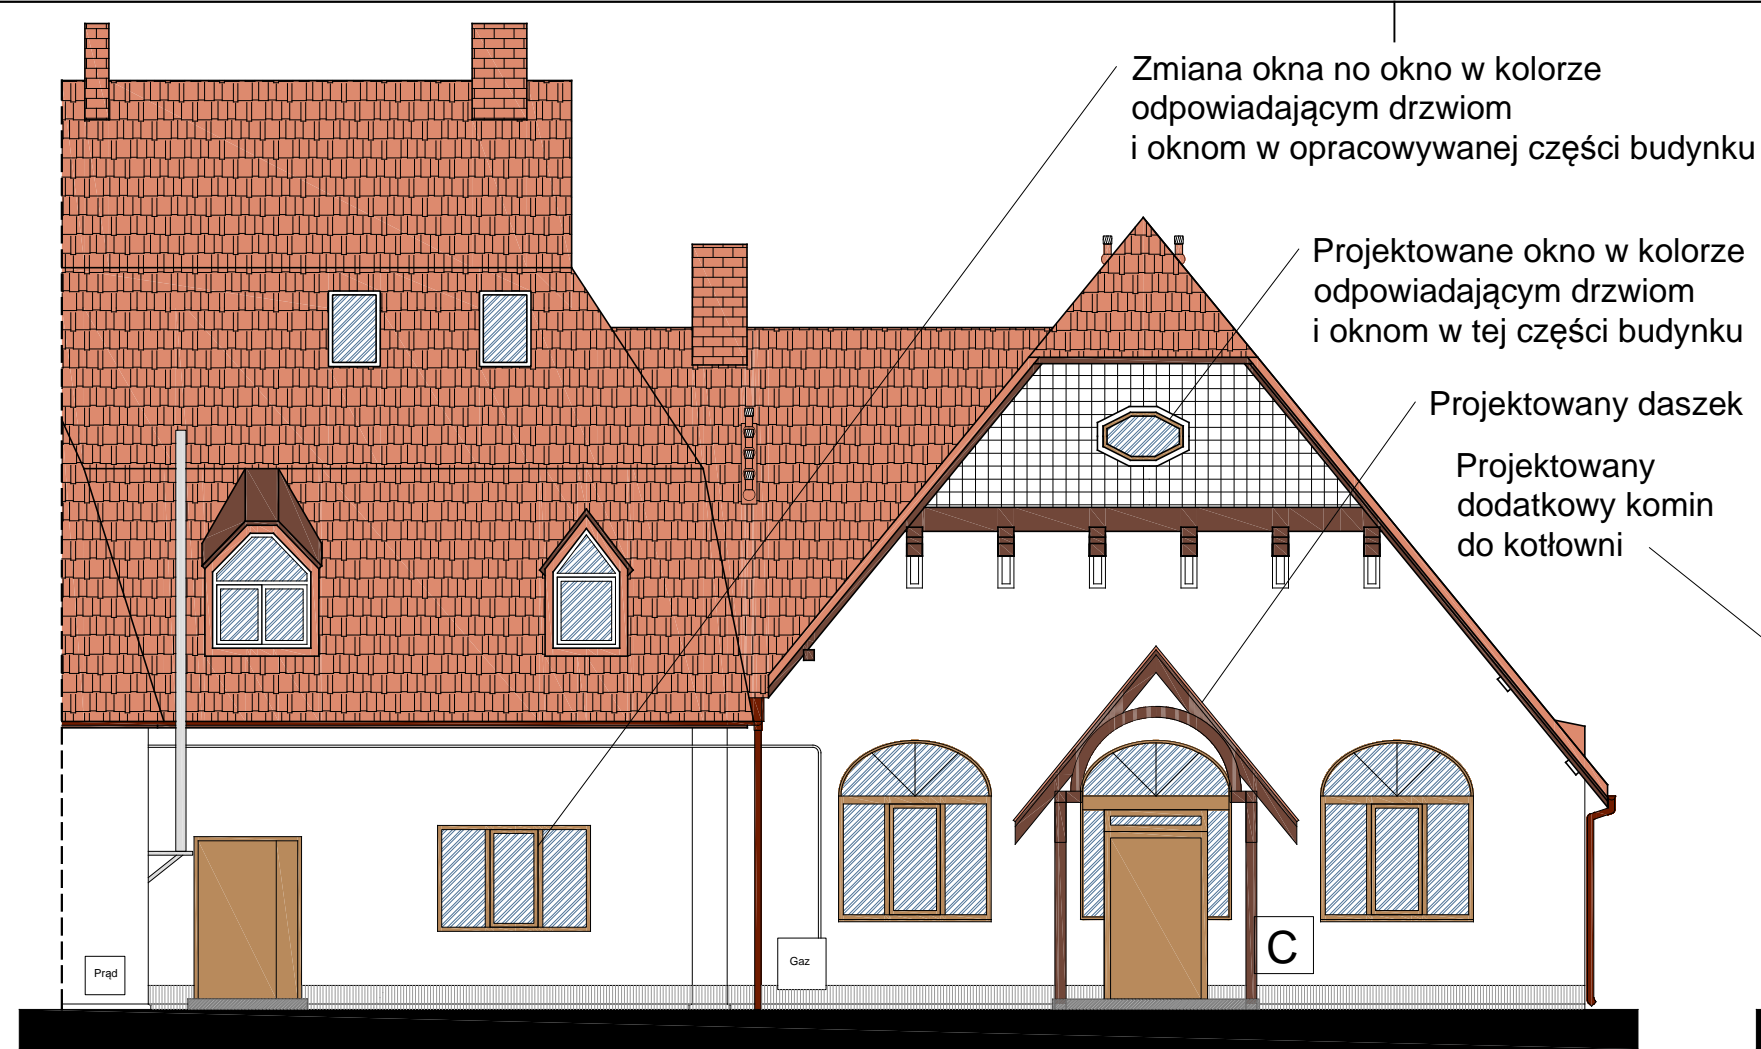 Zmiana okna no okno w kolorze
odpowiadającym drzwiom
i oknom w opracowywanej części budynku
Projektowane okno w kolorze
odpowiadającym drzwiom
i oknom w tej części budynku
Projektowany daszek
Projektowany
dodatkowy komin
do kotłowni
C
Gaz
Prąd